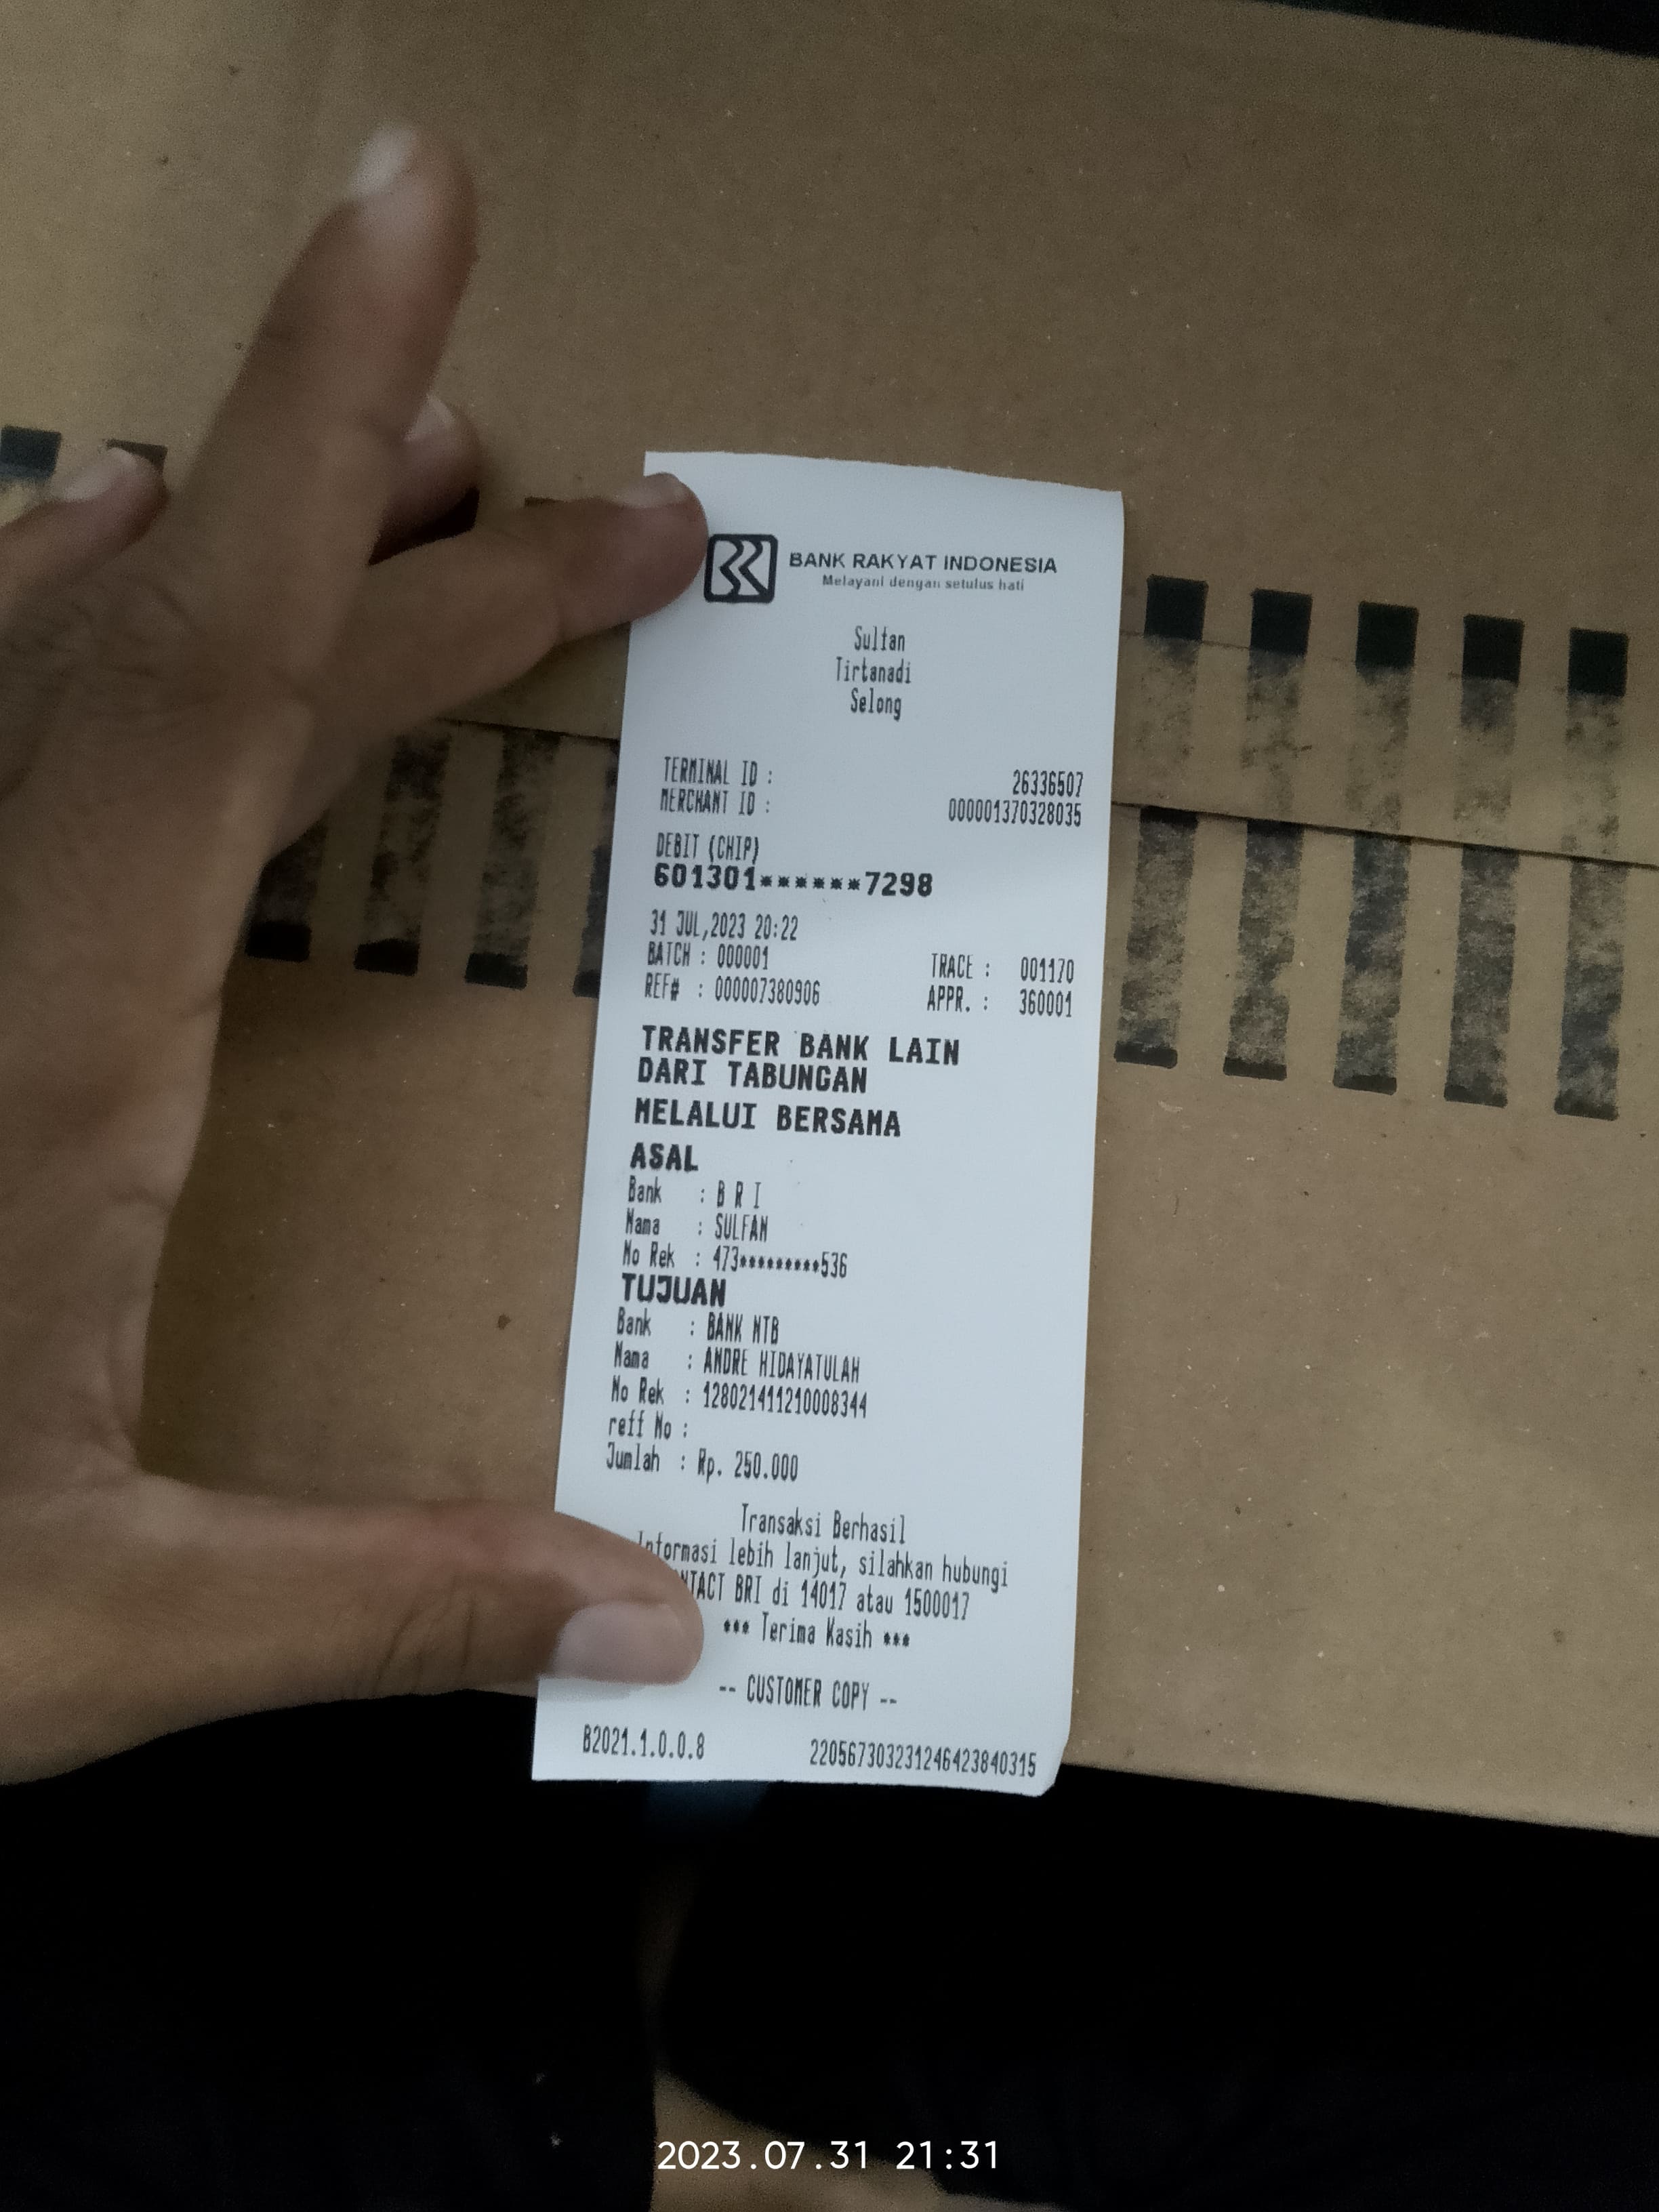 BANK RAKYAT INDONESIA
Melayani dengan setulus hati
Sulfan
Tirtanadi
Selong
TERMINAL ID : 26336507
MERCHANT ID : 000001370328035
DEBIT (CHIP)
601301******7298
31 JUL,2023 20:22
BATCH : 000001 TRACE : 001170
REF# : 000007380906 APPR. : 360001
TRANSFER BANK LAIN
DARI TABUNGAN
MELALUI BERSAMA
ASAL
Bank : B R I
Nama : SULFAN
No Rek : 473*********536
TUJUAN
Bank : BANK NTB
Nama : ANDRE HIDAYATULAH
No Rek : 128021411210008344
reff No :
Jumlah : Rp. 250.000
Transaksi Berhasil
Informasi lebih lanjut, silahkan hubungi
BRI di 14017 atau 1500017
*** Terima Kasih ***
-- CUSTOMER COPY --
B2021.1.0.0.8 220567303231246423840315
2023.07.31 21:31